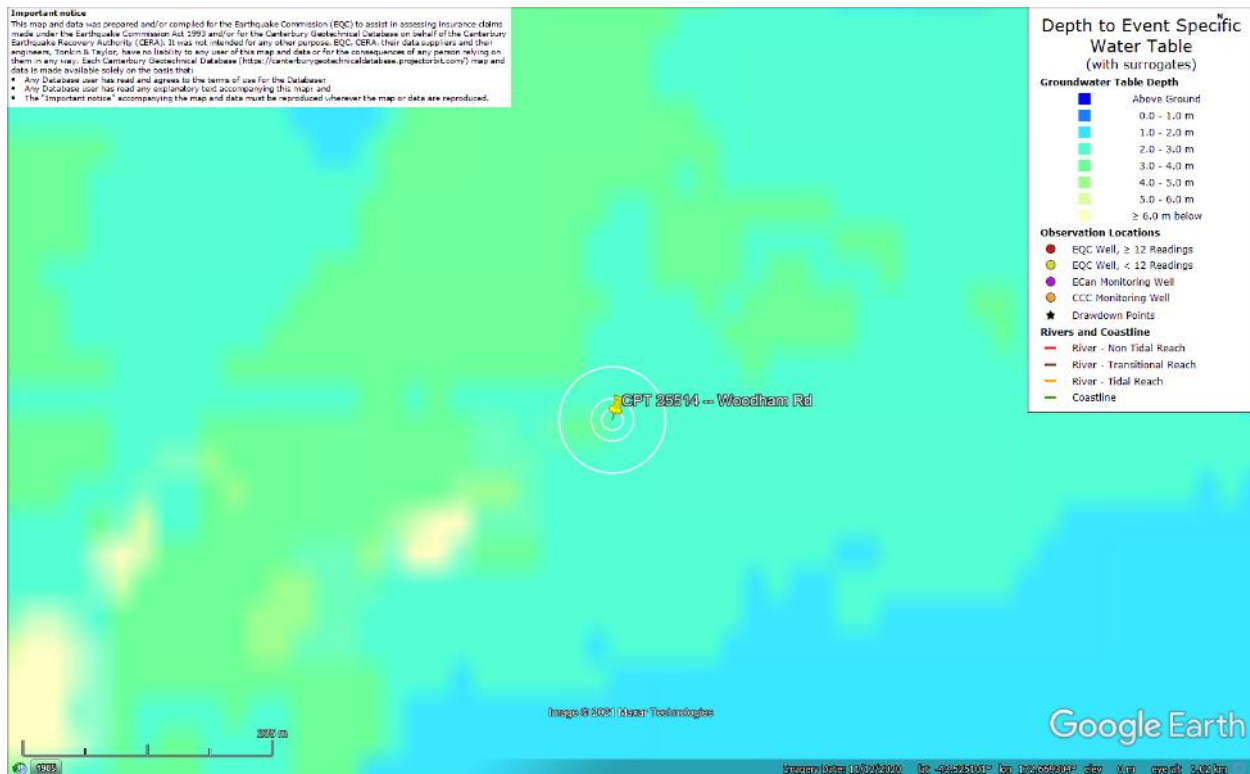 Important notice
This map and data was prepared and/or compiled for the Earthquake Commission (EQC) to assist in assessing insurance claims
made under the Earthquake Commission Act 1993 and/or for the Canterbury Geotechnical Database on behalf of the Canterbury
Earthquake Recovery Authority (CERA). It was not intended for any other purpose. EQC, CERA, their data suppliers and their
engineers, Tonkin & Taylor, have no liability to any user of this map and data or for the consequences of any person relying on
them in any way. Each Canterbury Geotechnical Database (https://canterburygeotechnicaldatabase.projectorbit.com/) map and
data is made available solely on the basis that:
• Any Database user has read and agrees to the terms of use for the Database;
• Any Database user has read any explanatory text accompanying this map; and
• The "Important notice" accompanying the map and data must be reproduced wherever the map or data are reproduced.
N
Depth to Event Specific
Water Table
(with surrogates)
Groundwater Table Depth
Above Ground
0.0 - 1.0 m
1.0 - 2.0 m
2.0 - 3.0 m
3.0 - 4.0 m
4.0 - 5.0 m
5.0 - 6.0 m
≥ 6.0 m below
Observation Locations
EQC Well, ≥ 12 Readings
EQC Well, < 12 Readings
ECan Monitoring Well
CCC Monitoring Well
Drawdown Points
Rivers and Coastline
River - Non Tidal Reach
River - Transitional Reach
River - Tidal Reach
Coastline
CPT 25514 -- Woodham Rd
Image © 2021 Maxar Technologies
Google Earth
m
Imagery Date: lat lon elev 0 m eye alt km